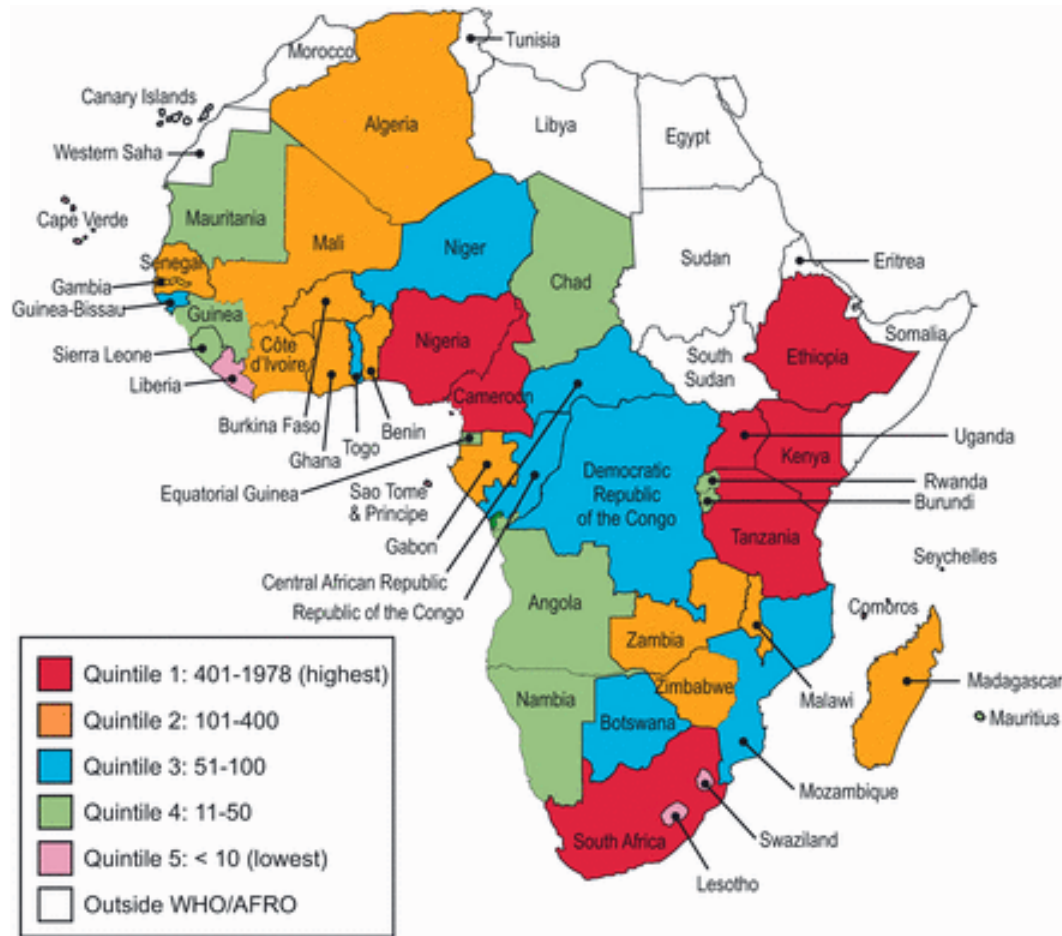 Tunisia
Morocco
Canary Islands
Algeria
Libya
Egypt
Western Saha
Mauritania
Cape Verde
Mali
Niger
Chad
Sudan
Eritrea
Senegal
Gambia
Guinea-Bissau
Guinea
Nigeria
Somalia
Sierra Leone
Côte
d'Ivoire
South
Sudan
Ethiopia
Liberia
Cameroon
Burkina Faso
Benin
Togo
Ghana
Uganda
Kenya
Equatorial Guinea
Sao Tome
& Principe
Democratic
Republic
of the Congo
Rwanda
Burundi
Gabon
Tanzania
Seychelles
Central African Republic
Republic of the Congo
Angola
Comoros
Zambia
Malawi
Madagascar
Zimbabwe
Nambia
Botswana
Mauritius
Mozambique
Swaziland
South Africa
Lesotho
Quintile 1: 401-1978 (highest)
Quintile 2: 101-400
Quintile 3: 51-100
Quintile 4: 11-50
Quintile 5: < 10 (lowest)
Outside WHO/AFRO